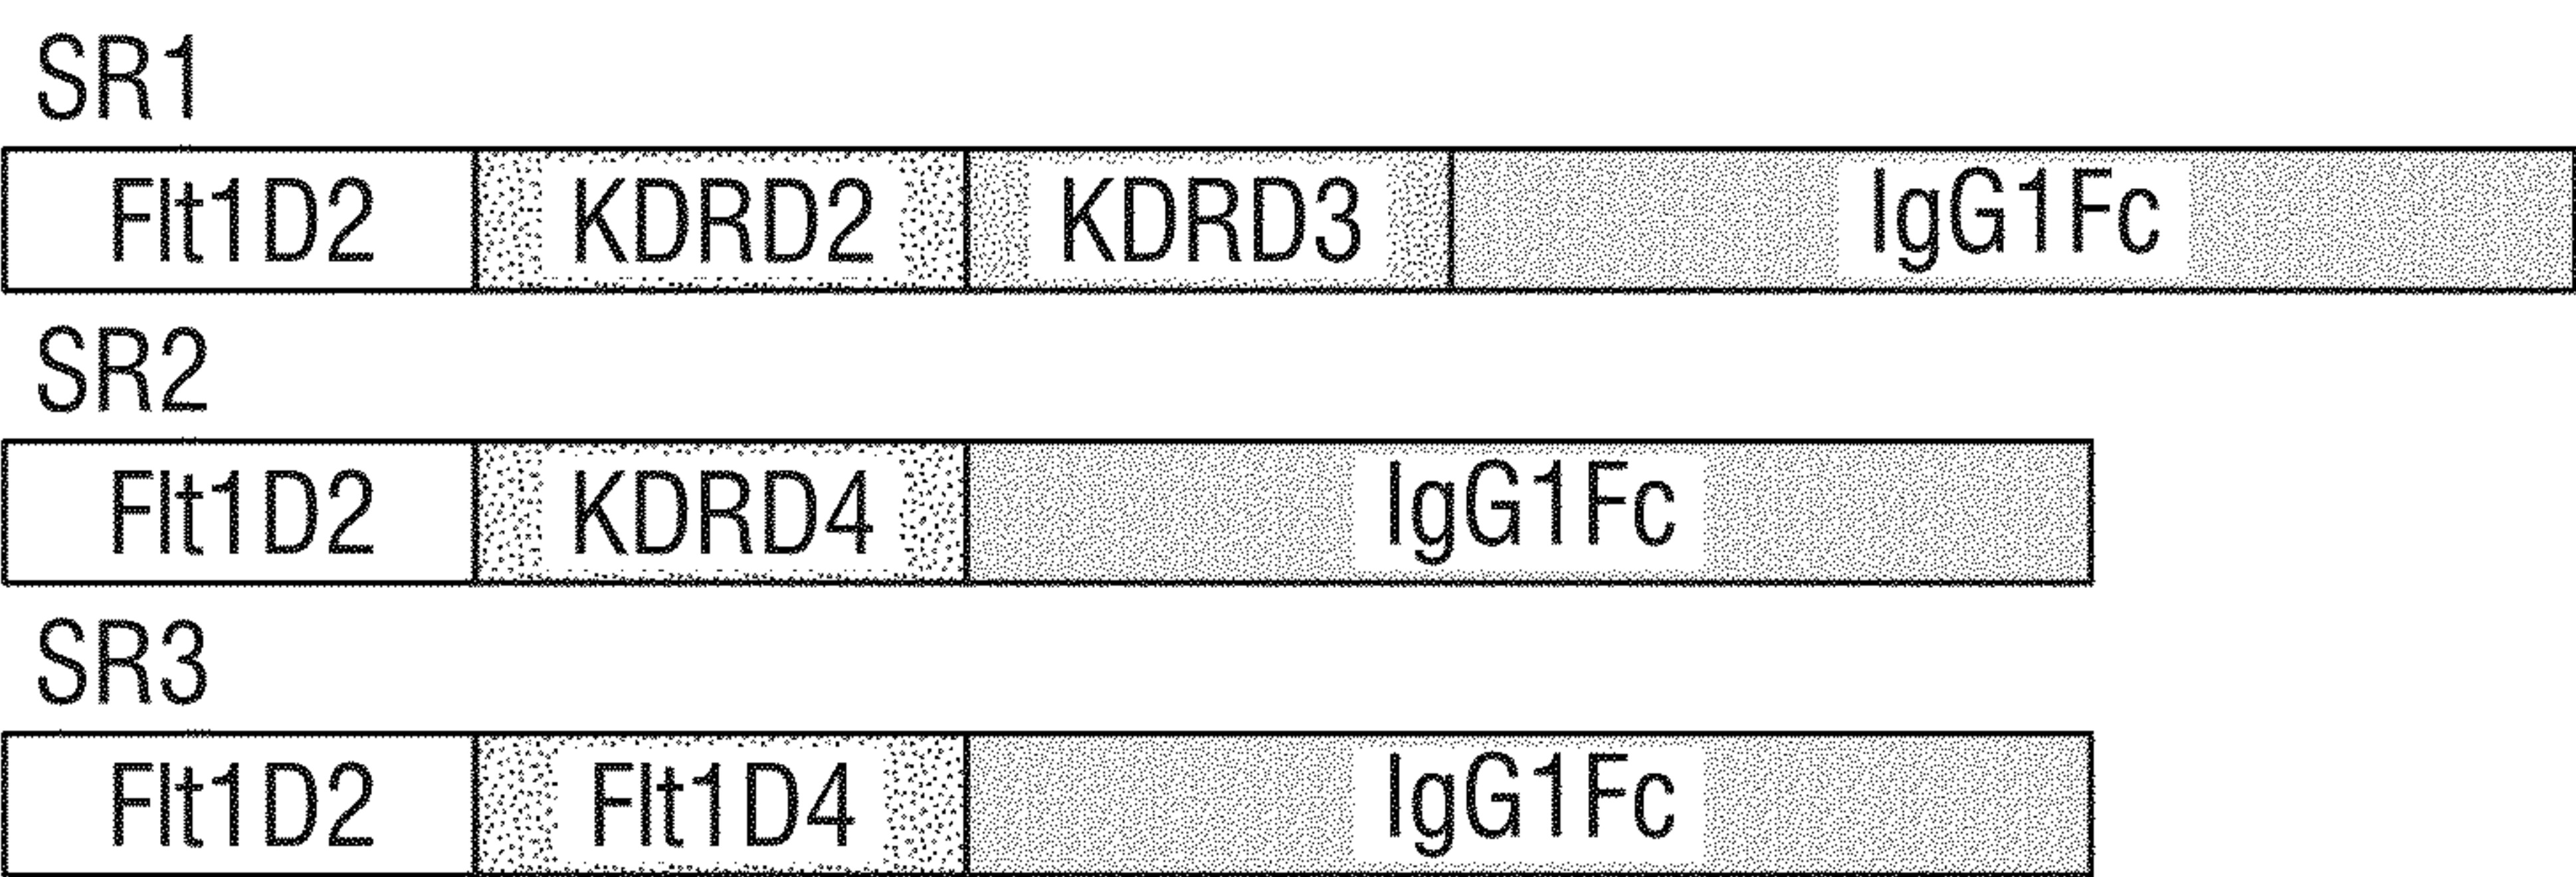 SR1
Flt1D2 KDRD2 KDRD3 IgG1Fc
SR2
Flt1D2 KDRD4 IgG1Fc
SR3
Flt1D2 Flt1D4 IgG1Fc